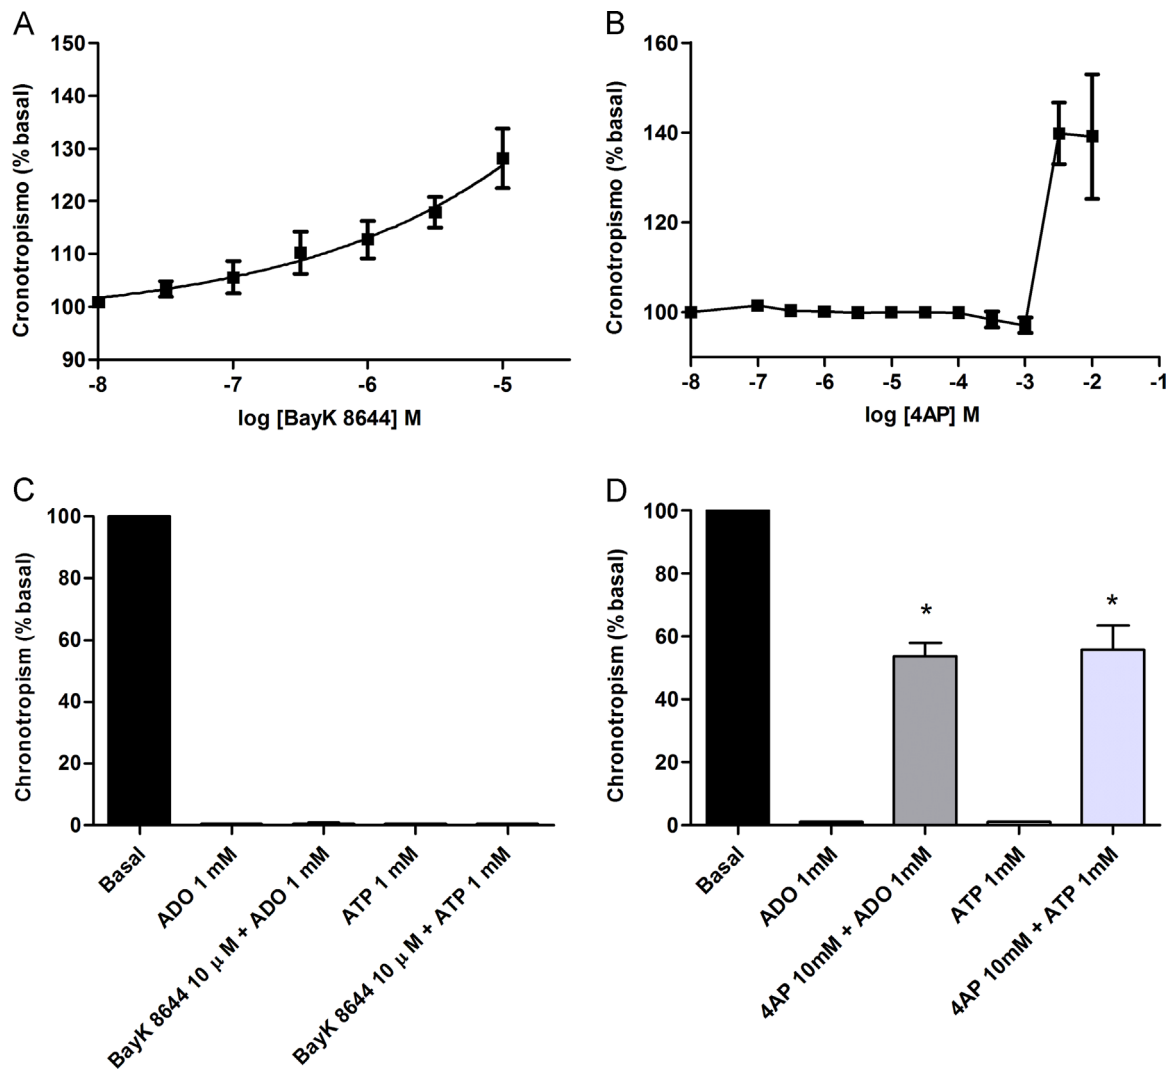 A
Cronotropismo (% basal)
150
140
130
120
110
100
90
-8
-7
-6
-5
log [BayK 8644] M
B
Cronotropismo (% basal)
160
140
120
100
-8
-7
-6
-5
-4
-3
-2
-1
log [4AP] M
C
Chronotropism (% basal)
100
80
60
40
20
0
Basal
ADO 1 mM
BayK 8644 10 μ M + ADO 1 mM
ATP 1 mM
BayK 8644 10 μ M + ATP 1 mM
D
Chronotropism (% basal)
100
80
60
40
20
0
*
*
Basal
ADO 1mM
4AP 10mM + ADO 1mM
ATP 1mM
4AP 10mM + ATP 1mM